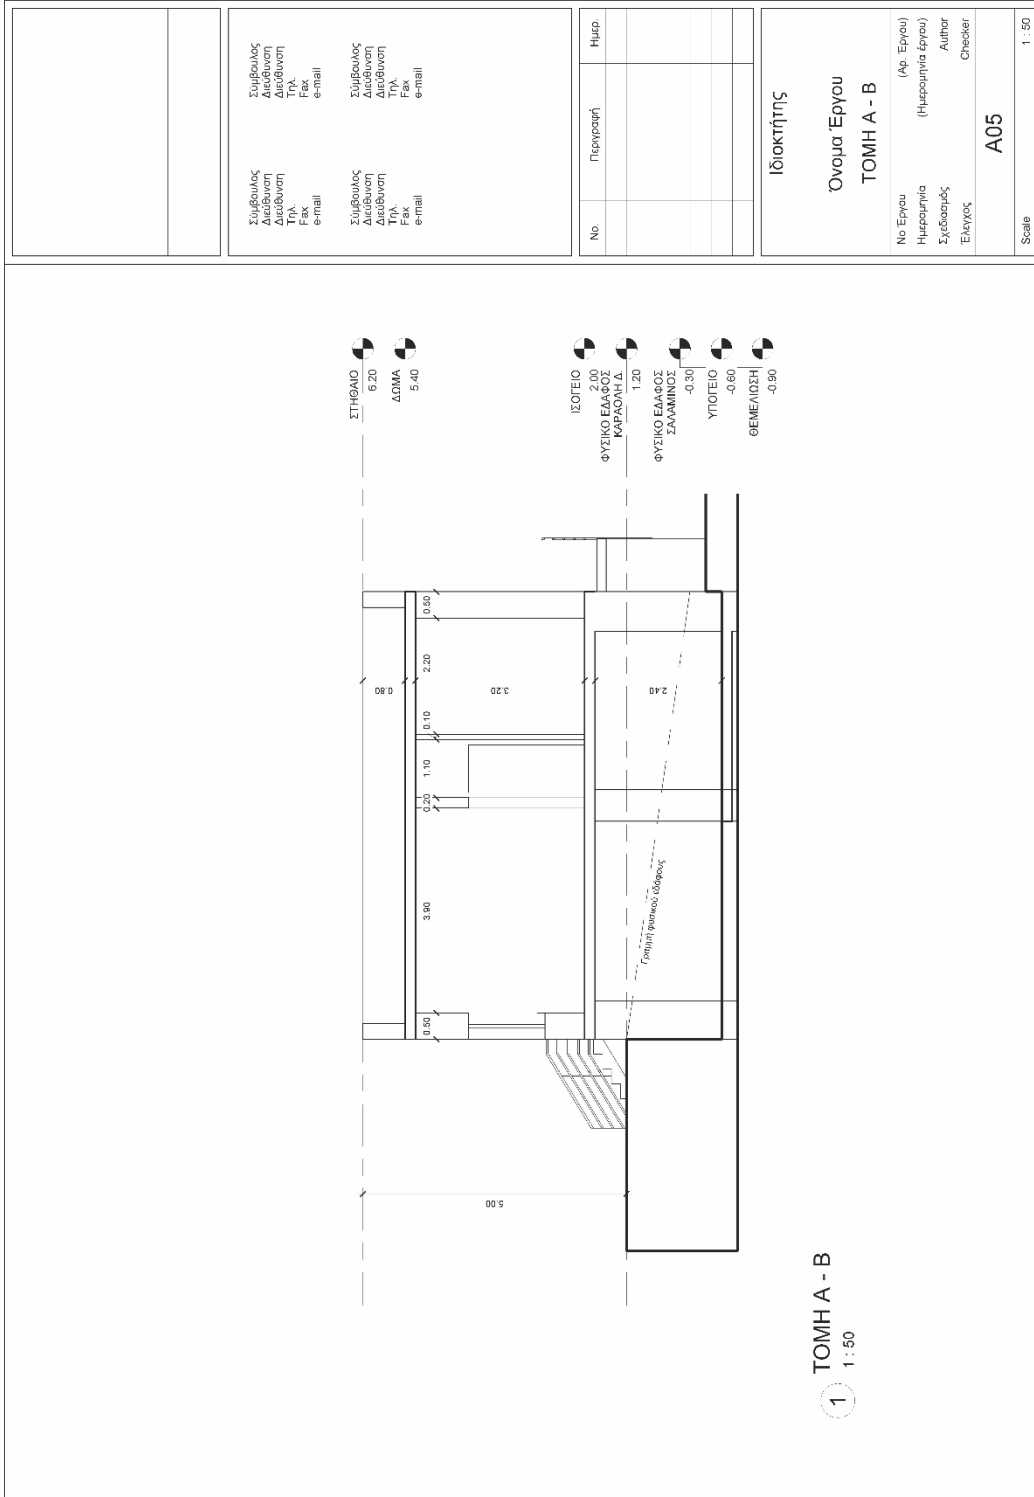 ΣΤΗΘΑΙΟ
6.20
ΔΩΜΑ
5.40
ΙΣΟΓΕΙΟ
2.00
ΦΥΣΙΚΟ ΕΔΑΦΟΣ
ΚΑΡΑΟΛΗ Δ.
1.20
ΦΥΣΙΚΟ ΕΔΑΦΟΣ
ΣΑΛΑΜΙΝΟΣ
-0.30
ΥΠΟΓΕΙΟ
-0.60
ΘΕΜΕΛΙΩΣΗ
-0.90
0.50 3.90 0.20 1.10 0.10 2.20 0.50
0.80
3.20
2.40
5.00
Γραμμή φυσικού εδάφους
1
ΤΟΜΗ Α - Β
1 : 50
Σύμβουλος
Διεύθυνση
Διεύθυνση
Τηλ.
Fax
e-mail
Σύμβουλος
Διεύθυνση
Διεύθυνση
Τηλ.
Fax
e-mail
Σύμβουλος
Διεύθυνση
Διεύθυνση
Τηλ.
Fax
e-mail
Σύμβουλος
Διεύθυνση
Διεύθυνση
Τηλ.
Fax
e-mail
No. Περιγραφή Ημερ.
Ιδιοκτήτης
Όνομα Έργου
ΤΟΜΗ Α - Β
No Έργου (Αρ. Έργου)
Ημερομηνία (Ημερομηνία έργου)
Σχεδιασμός Author
Έλεγχος Checker
A05
Scale 1 : 50